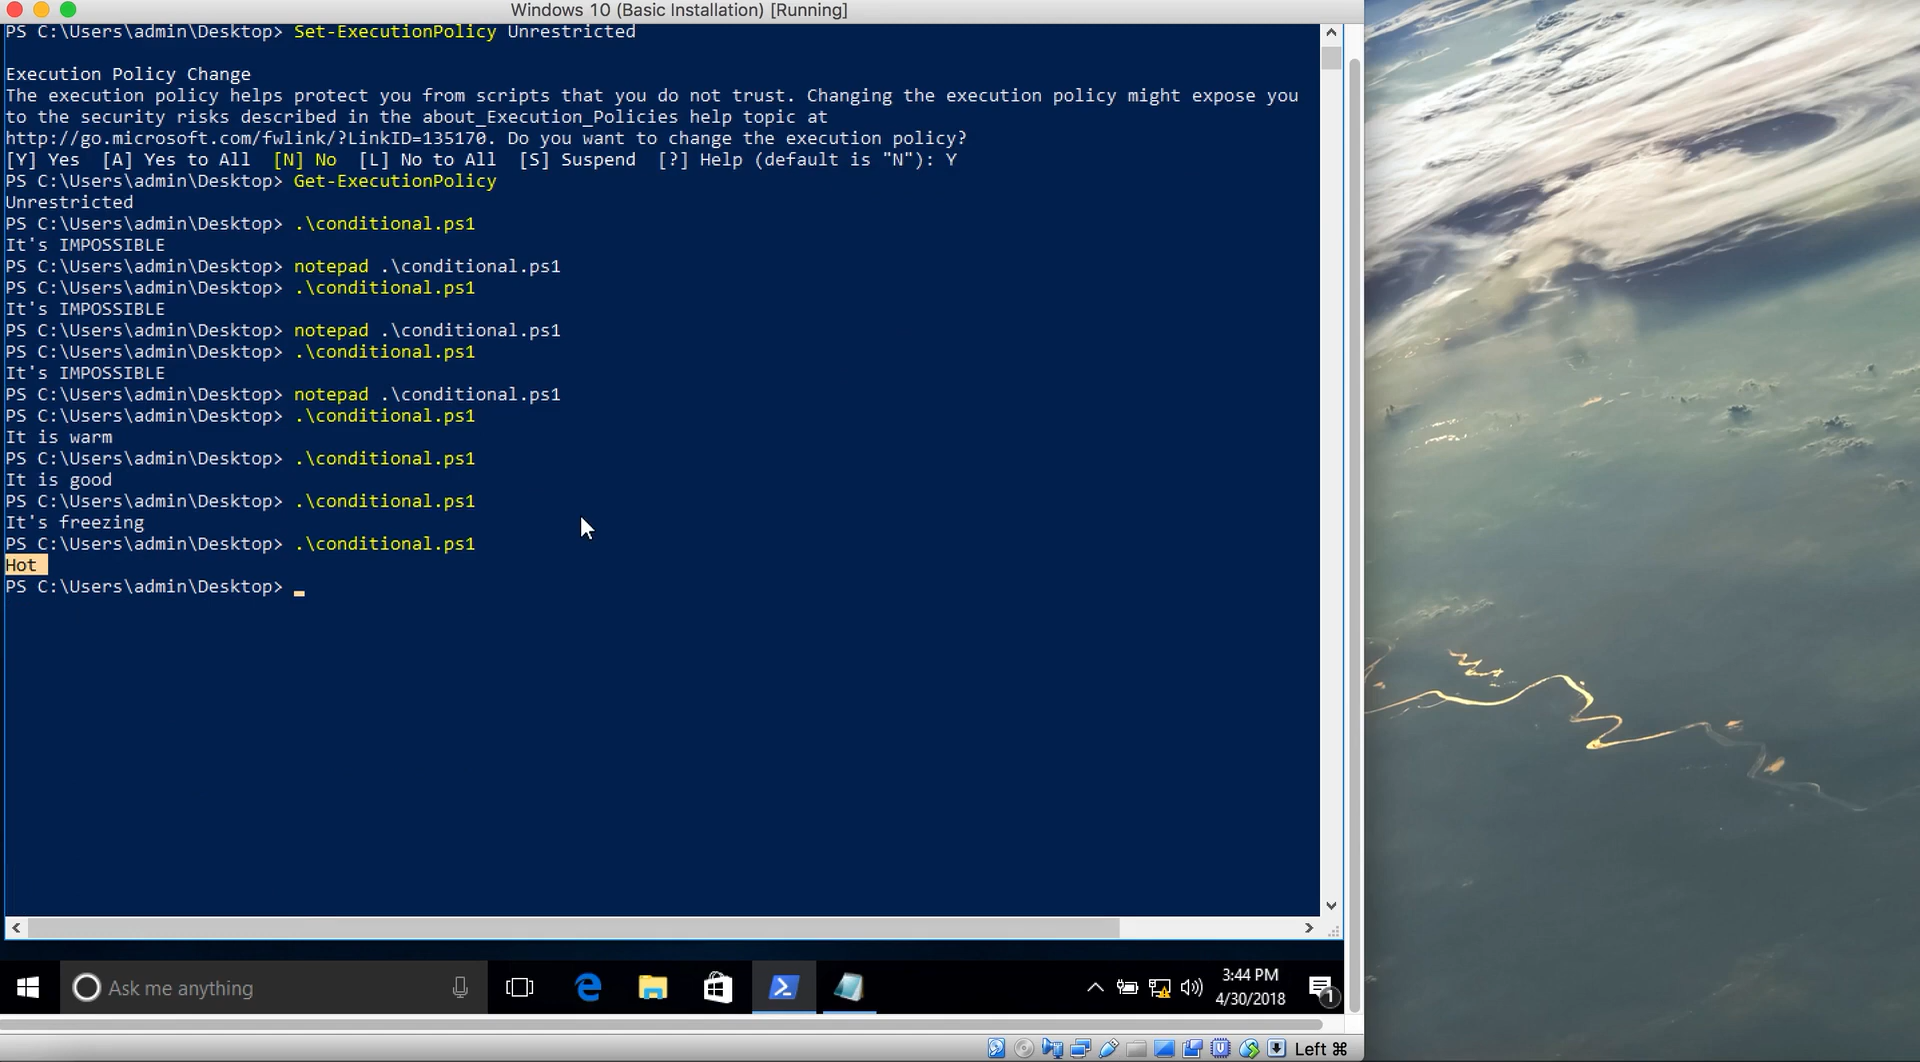 Windows 10 (Basic Installation) [Running]
PS C:\Users\admin\Desktop> Set-ExecutionPolicy Unrestricted
Execution Policy Change
The execution policy helps protect you from scripts that you do not trust. Changing the execution policy might expose you
to the security risks described in the about_Execution_Policies help topic at
http://go.microsoft.com/fwlink/?LinkID=135170. Do you want to change the execution policy?
[Y] Yes  [A] Yes to All  [N] No  [L] No to All  [S] Suspend  [?] Help (default is "N"): Y
PS C:\Users\admin\Desktop> Get-ExecutionPolicy
Unrestricted
PS C:\Users\admin\Desktop> .\conditional.ps1
It's IMPOSSIBLE
PS C:\Users\admin\Desktop> notepad .\conditional.ps1
PS C:\Users\admin\Desktop> .\conditional.ps1
It's IMPOSSIBLE
PS C:\Users\admin\Desktop> notepad .\conditional.ps1
PS C:\Users\admin\Desktop> .\conditional.ps1
It's IMPOSSIBLE
PS C:\Users\admin\Desktop> notepad .\conditional.ps1
PS C:\Users\admin\Desktop> .\conditional.ps1
It is warm
PS C:\Users\admin\Desktop> .\conditional.ps1
It is good
PS C:\Users\admin\Desktop> .\conditional.ps1
It's freezing
PS C:\Users\admin\Desktop> .\conditional.ps1
Hot
PS C:\Users\admin\Desktop>
Ask me anything
3:44 PM
4/30/2018
1
Left ⌘